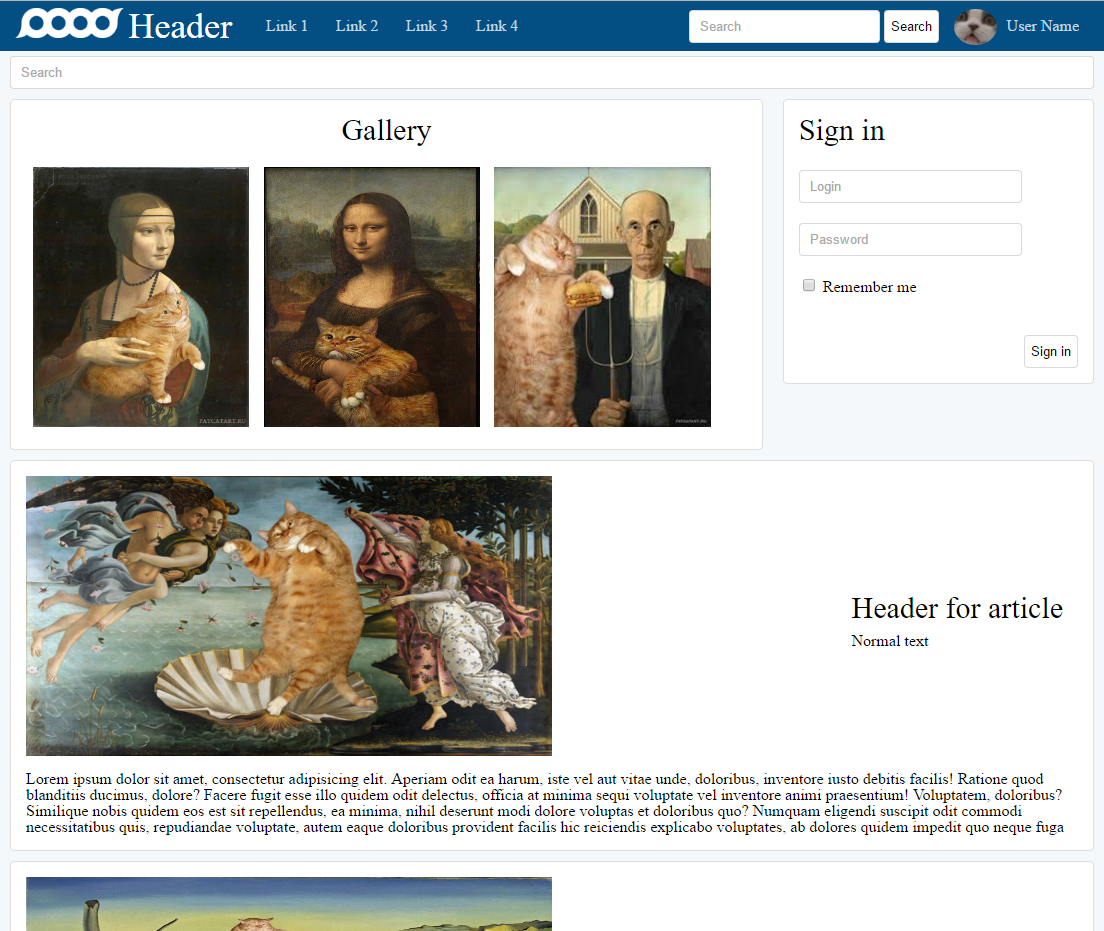 Header Link 1 Link 2 Link 3 Link 4 Search Search User Name
Search
Gallery
FATCATART.RU
FATCATART.RU
Sign in
Login
Password
Remember me
Sign in
Header for article
Normal text
Lorem ipsum dolor sit amet, consectetur adipisicing elit. Aperiam odit ea harum, iste vel aut vitae unde, doloribus, inventore iusto debitis facilis! Ratione quod
blanditiis ducimus, dolore? Facere fugit esse illo quidem odit delectus, officia at minima sequi voluptate vel inventore animi praesentium! Voluptatem, doloribus?
Similique nobis quidem eos est sit repellendus, ea minima, nihil deserunt modi dolore voluptas et doloribus quo? Numquam eligendi suscipit odit commodi
necessitatibus quis, repudiandae voluptate, autem eaque doloribus provident facilis hic reiciendis explicabo voluptates, ab dolores quidem impedit quo neque fuga